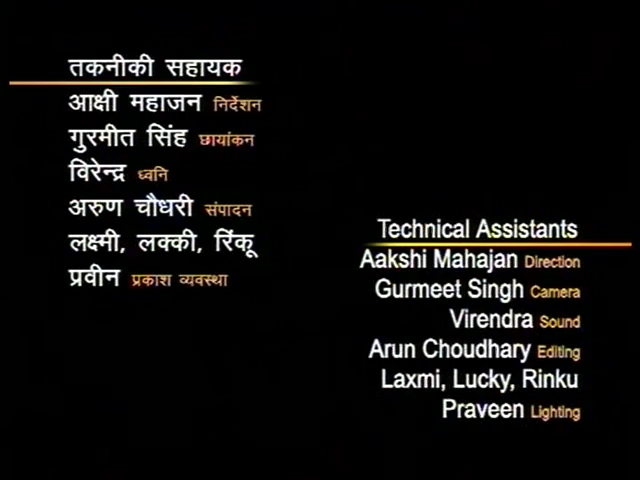 तकनीकी सहायक
आक्षी महाजन निर्देशन
गुरमीत सिंह छायांकन
विरेन्द्र ध्वनि
अरुण चौधरी संपादन
लक्ष्मी, लक्की, रिंकू
प्रवीन प्रकाश व्यवस्था
Technical Assistants
Aakshi Mahajan Direction
Gurmeet Singh Camera
Virendra Sound
Arun Choudhary Editing
Laxmi, Lucky, Rinku
Praveen Lighting